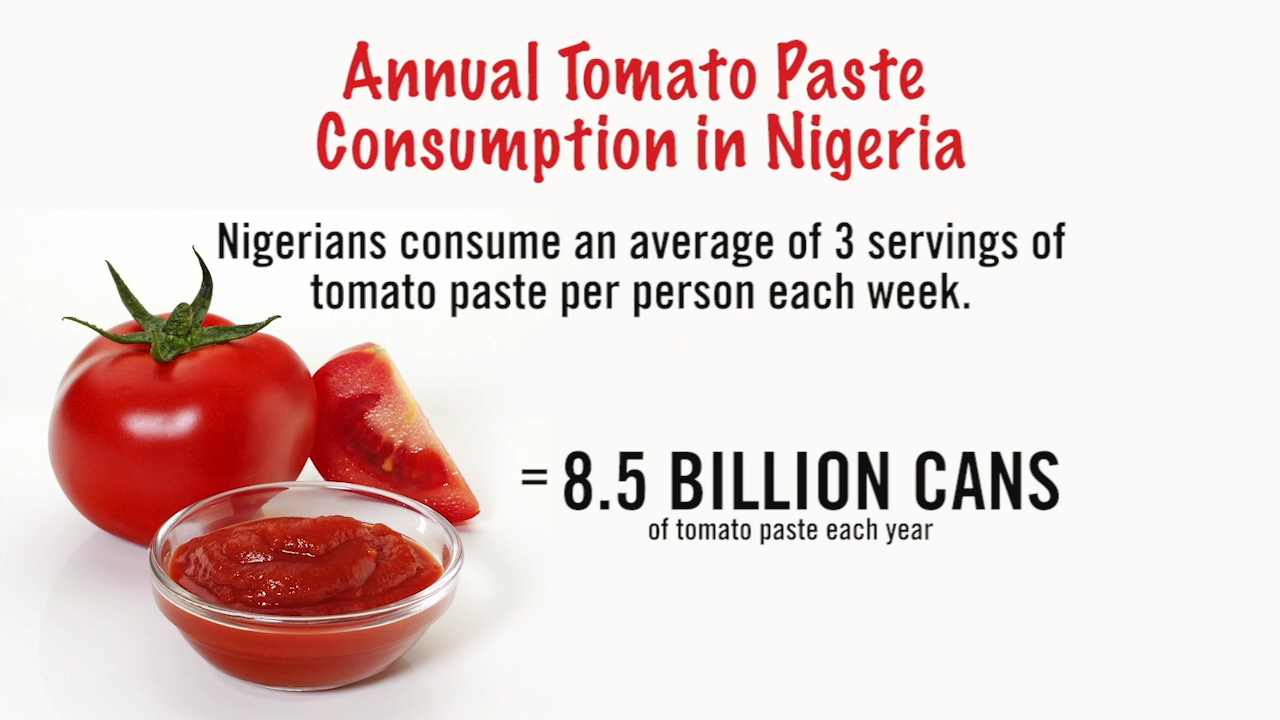 Annual Tomato Paste
Consumption in Nigeria
Nigerians consume an average of 3 servings of
tomato paste per person each week.
= 8.5 BILLION CANS
of tomato paste each year